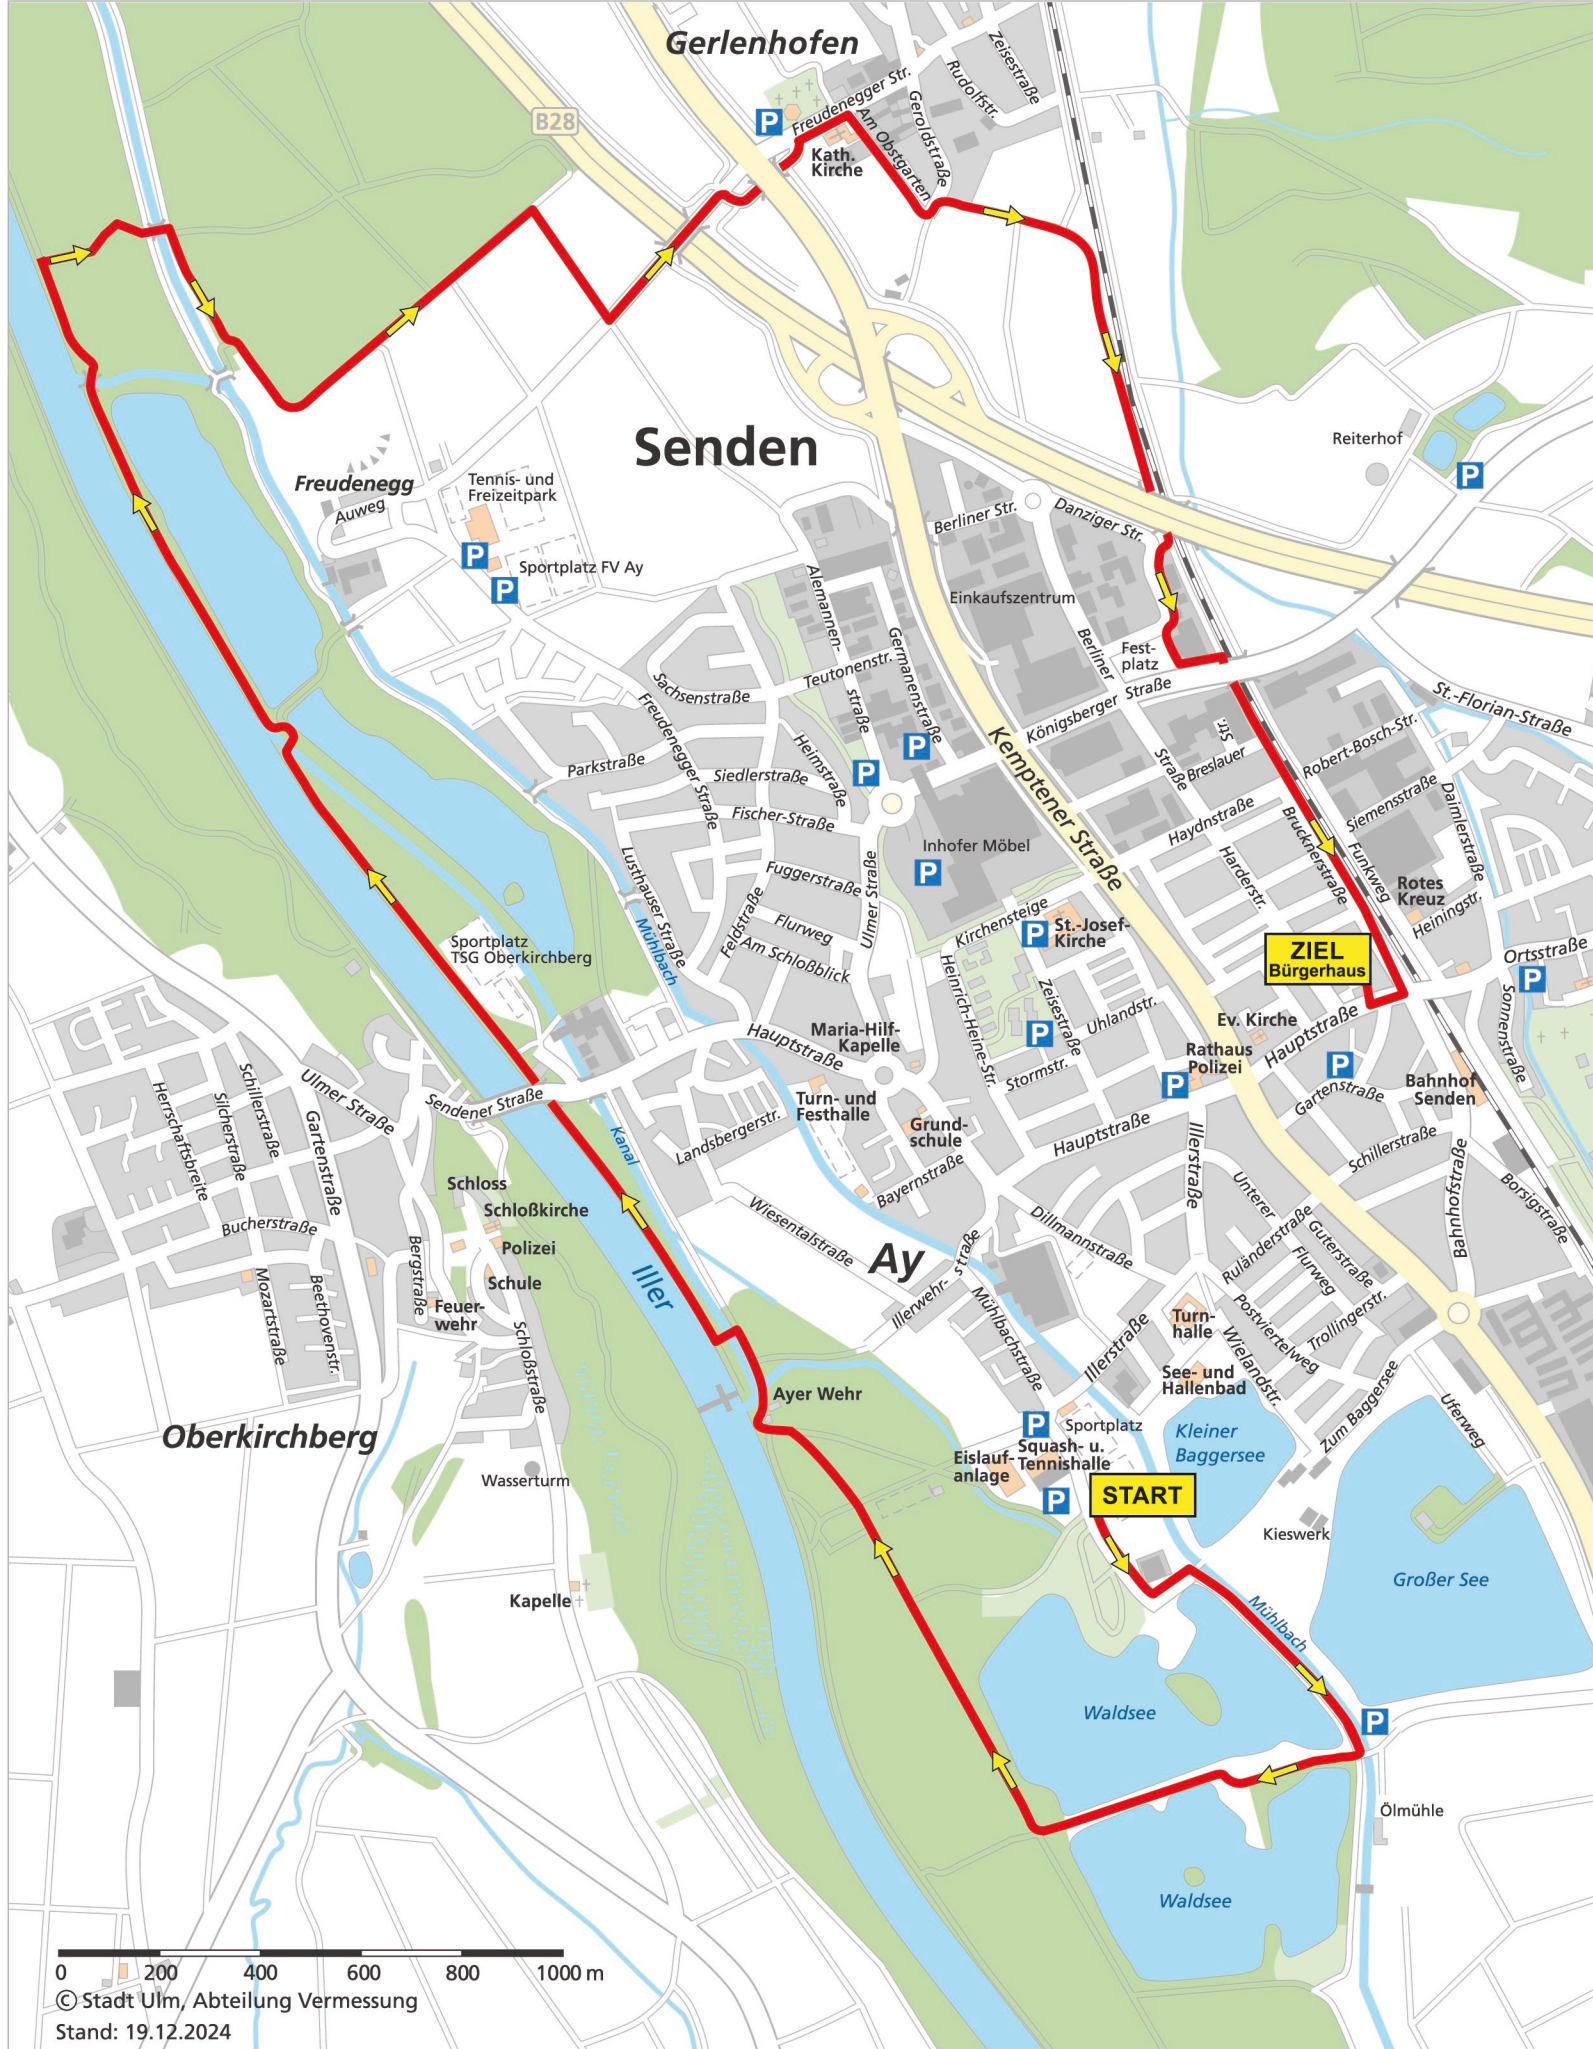 Gerlenhofen
Zeisestraße
Rudolfstr.
Freudenegger Str.
Geroldstraße
B28
P
Am Obstgarten
Kath.
Kirche
Senden
Reiterhof
P
Freudenegg
Auweg
Tennis- und
Freizeitpark
P
P
Sportplatz FV Ay
Berliner Str.
Danziger Str.
Einkaufszentrum
Alemannen-
straße
Germanenstraße
Teutonenstr.
Berliner
Straße
Fest-
platz
Königsberger Straße
Sachsenstraße
Freudenegger Straße
St.-Florian-Straße
Robert-Bosch-Str.
Breslauer
Str.
P
P
Kemptener Straße
Parkstraße
Siedlerstraße
Heimstraße
Fischer-Straße
Siemensstraße
Daimlerstraße
Haydnstraße
Brucknerstraße
Funkweg
Inhofer Möbel
P
Harderstr.
Rotes
Kreuz
Heiningstr.
Lusthauser Straße
Fuggerstraße
Ulmer Straße
Feldstraße
Flurweg
Am Schloßblick
Mühlbach
Kirchensteige
P
St.-Josef-
Kirche
ZIEL
Bürgerhaus
Ortsstraße
P
Sportplatz
TSG Oberkirchberg
Heinrich-Heine-Str.
Zeisestraße
P
Uhlandstr.
Stormstr.
Sonnenstraße
Ev. Kirche
Hauptstraße
Rathaus
Polizei
P
P
Gartenstraße
Bahnhof
Senden
Hauptstraße
Maria-Hilf-
Kapelle
Turn- und
Festhalle
Grund-
schule
Hauptstraße
Illerstraße
Schillerstraße
Bahnhofstraße
Borsigstraße
Ulmer Straße
Sendener Straße
Herrschaftsbreite
Silcherstraße
Schillerstraße
Gartenstraße
Kanal
Landsbergerstr.
Bayernstraße
Schloss
Schloßkirche
Polizei
Schule
Feuer-
wehr
Bucherstraße
Bergstraße
Mozartstraße
Beethovenstr.
Schloßstraße
Iller
Wiesentalstraße
Ay
Dillmannstraße
Unterer
Guterstraße
Ruländerstraße
Flurweg
Illerwehr-
straße
Mühlbachstraße
Illerstraße
Turn-
halle
Postviertelweg
Trollingerstr.
Wielandstr.
See- und
Hallenbad
Zum Baggersee
Uferweg
Ayer Wehr
P
Sportplatz
Squash- u.
Tennishalle
Eislauf-
anlage
P
Kleiner
Baggersee
START
Oberkirchberg
Wasserturm
Kieswerk
Großer See
Kapelle
Mühlbach
Waldsee
P
Ölmühle
Waldsee
0 200 400 600 800 1000 m
© Stadt Ulm, Abteilung Vermessung
Stand: 19.12.2024